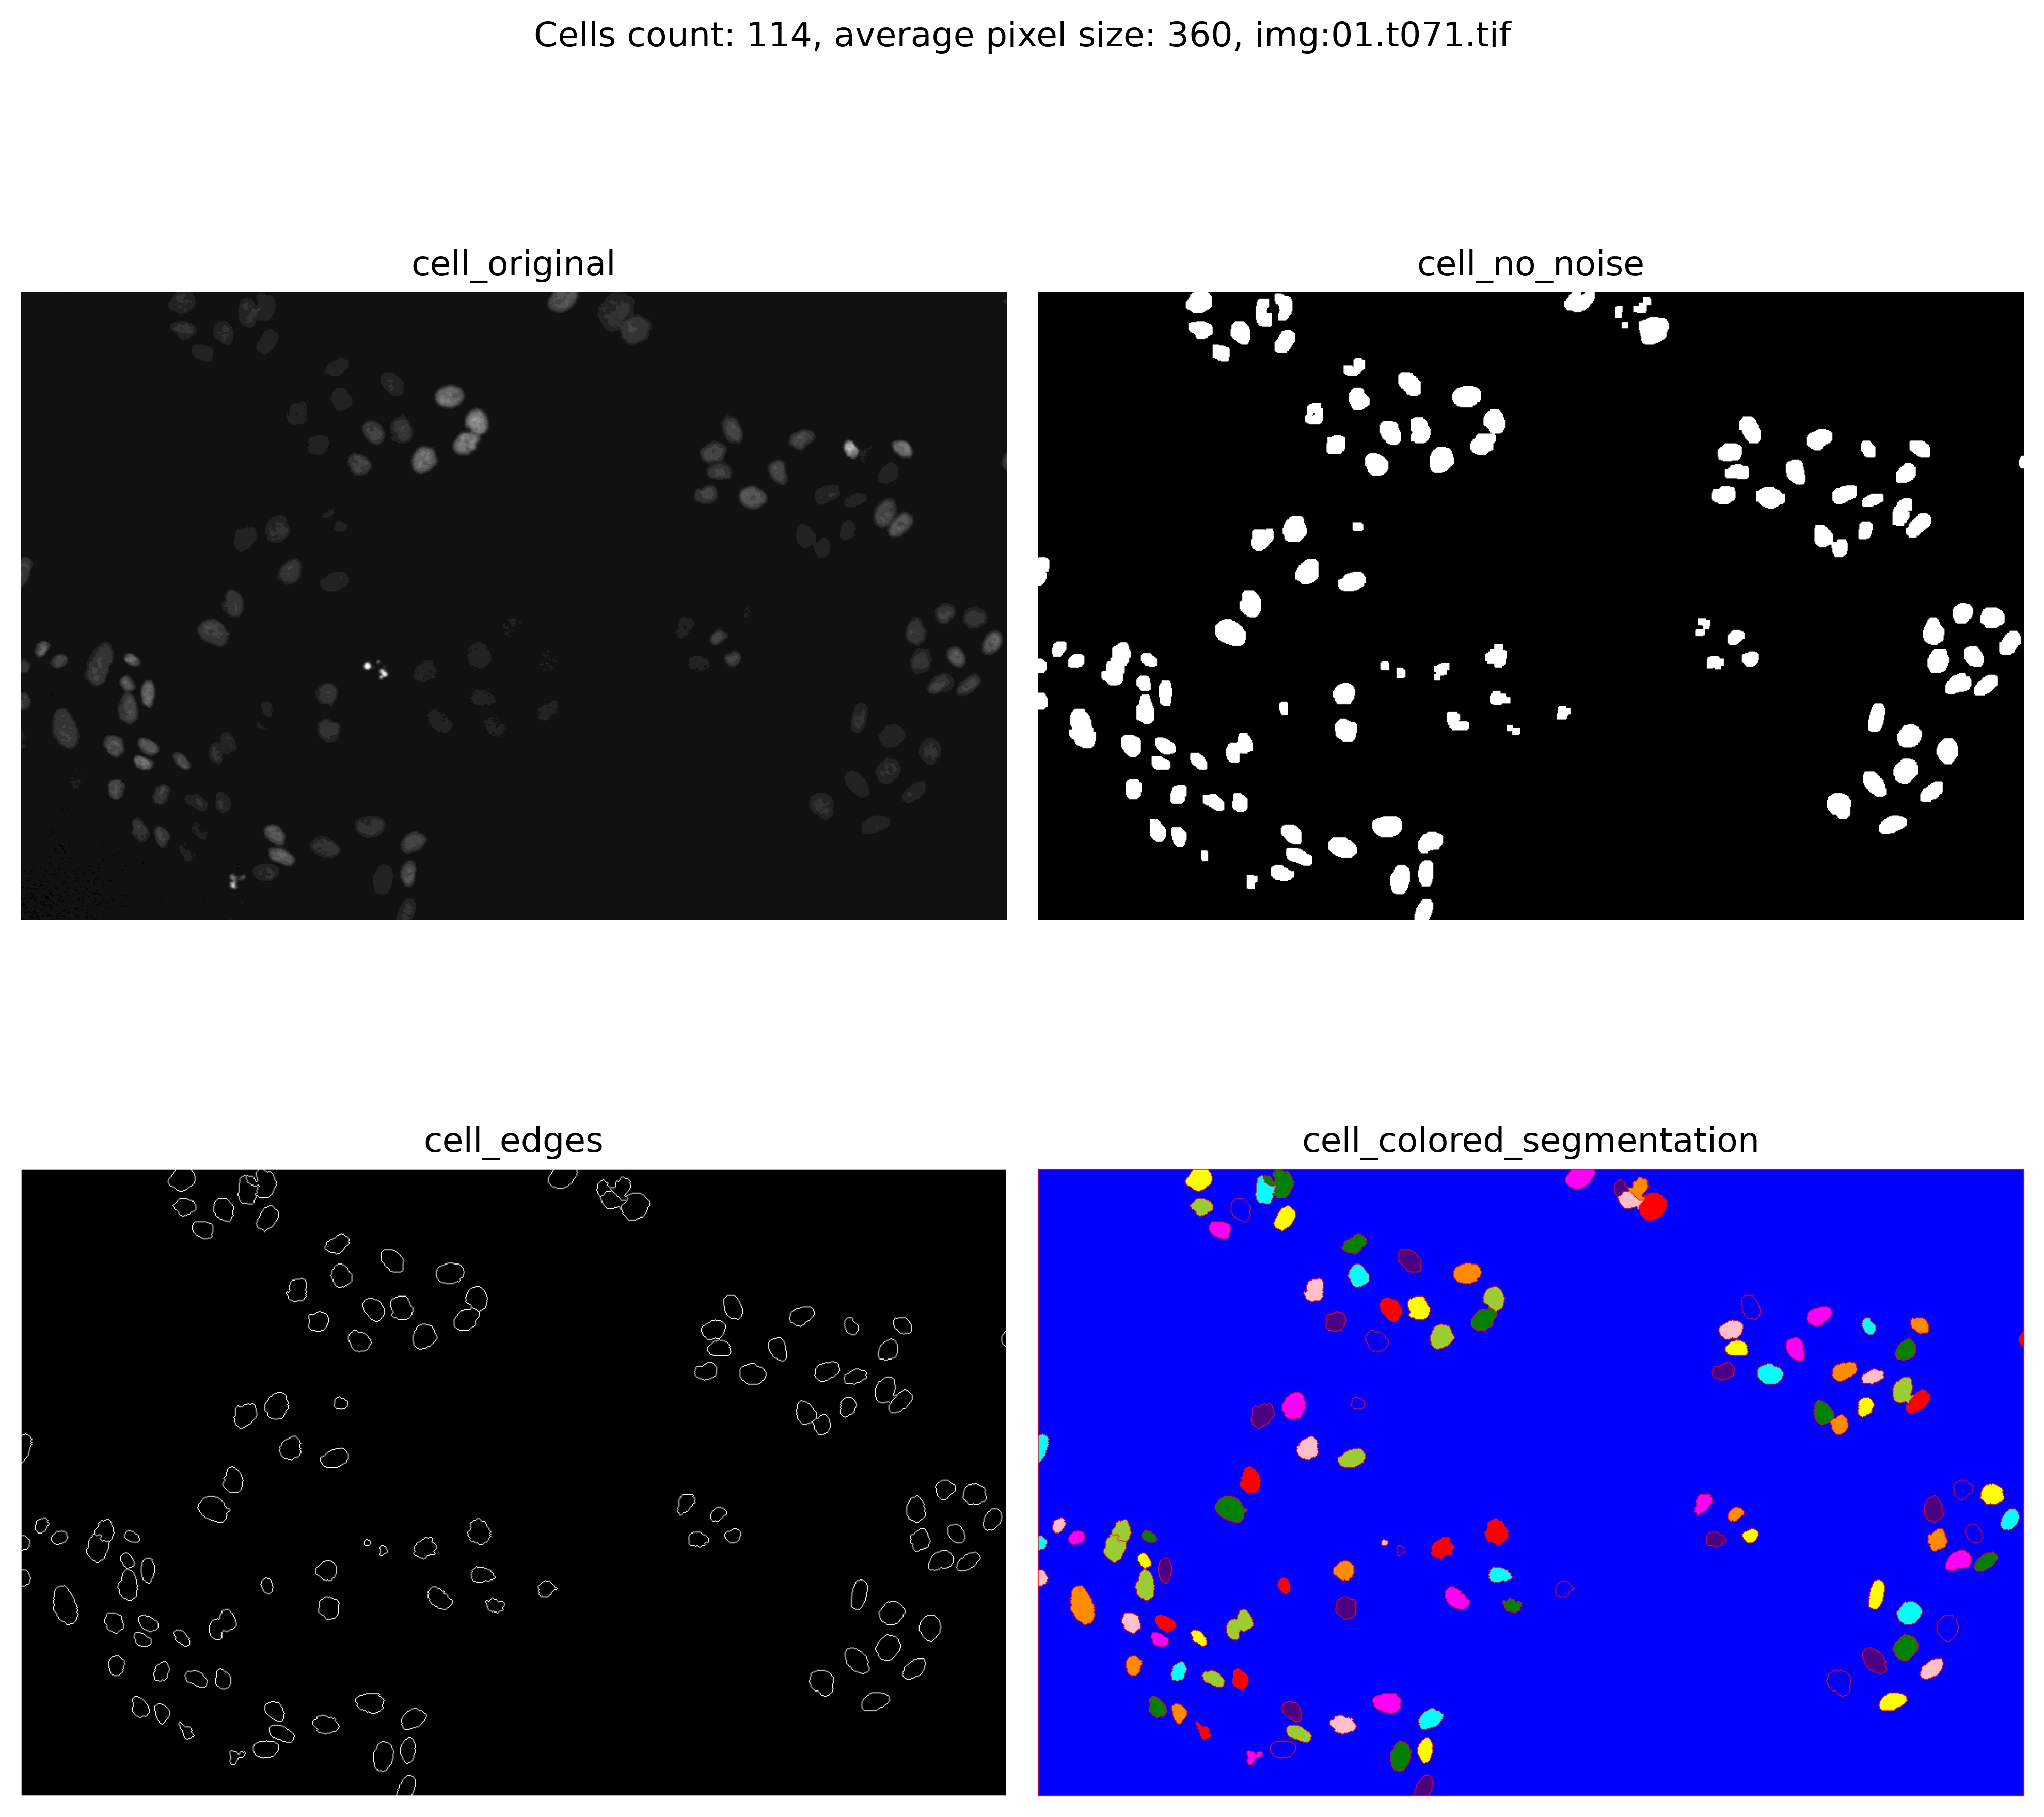 Cells count: 114, average pixel size: 360, img:01.t071.tif
cell_original
cell_no_noise
cell_edges
cell_colored_segmentation